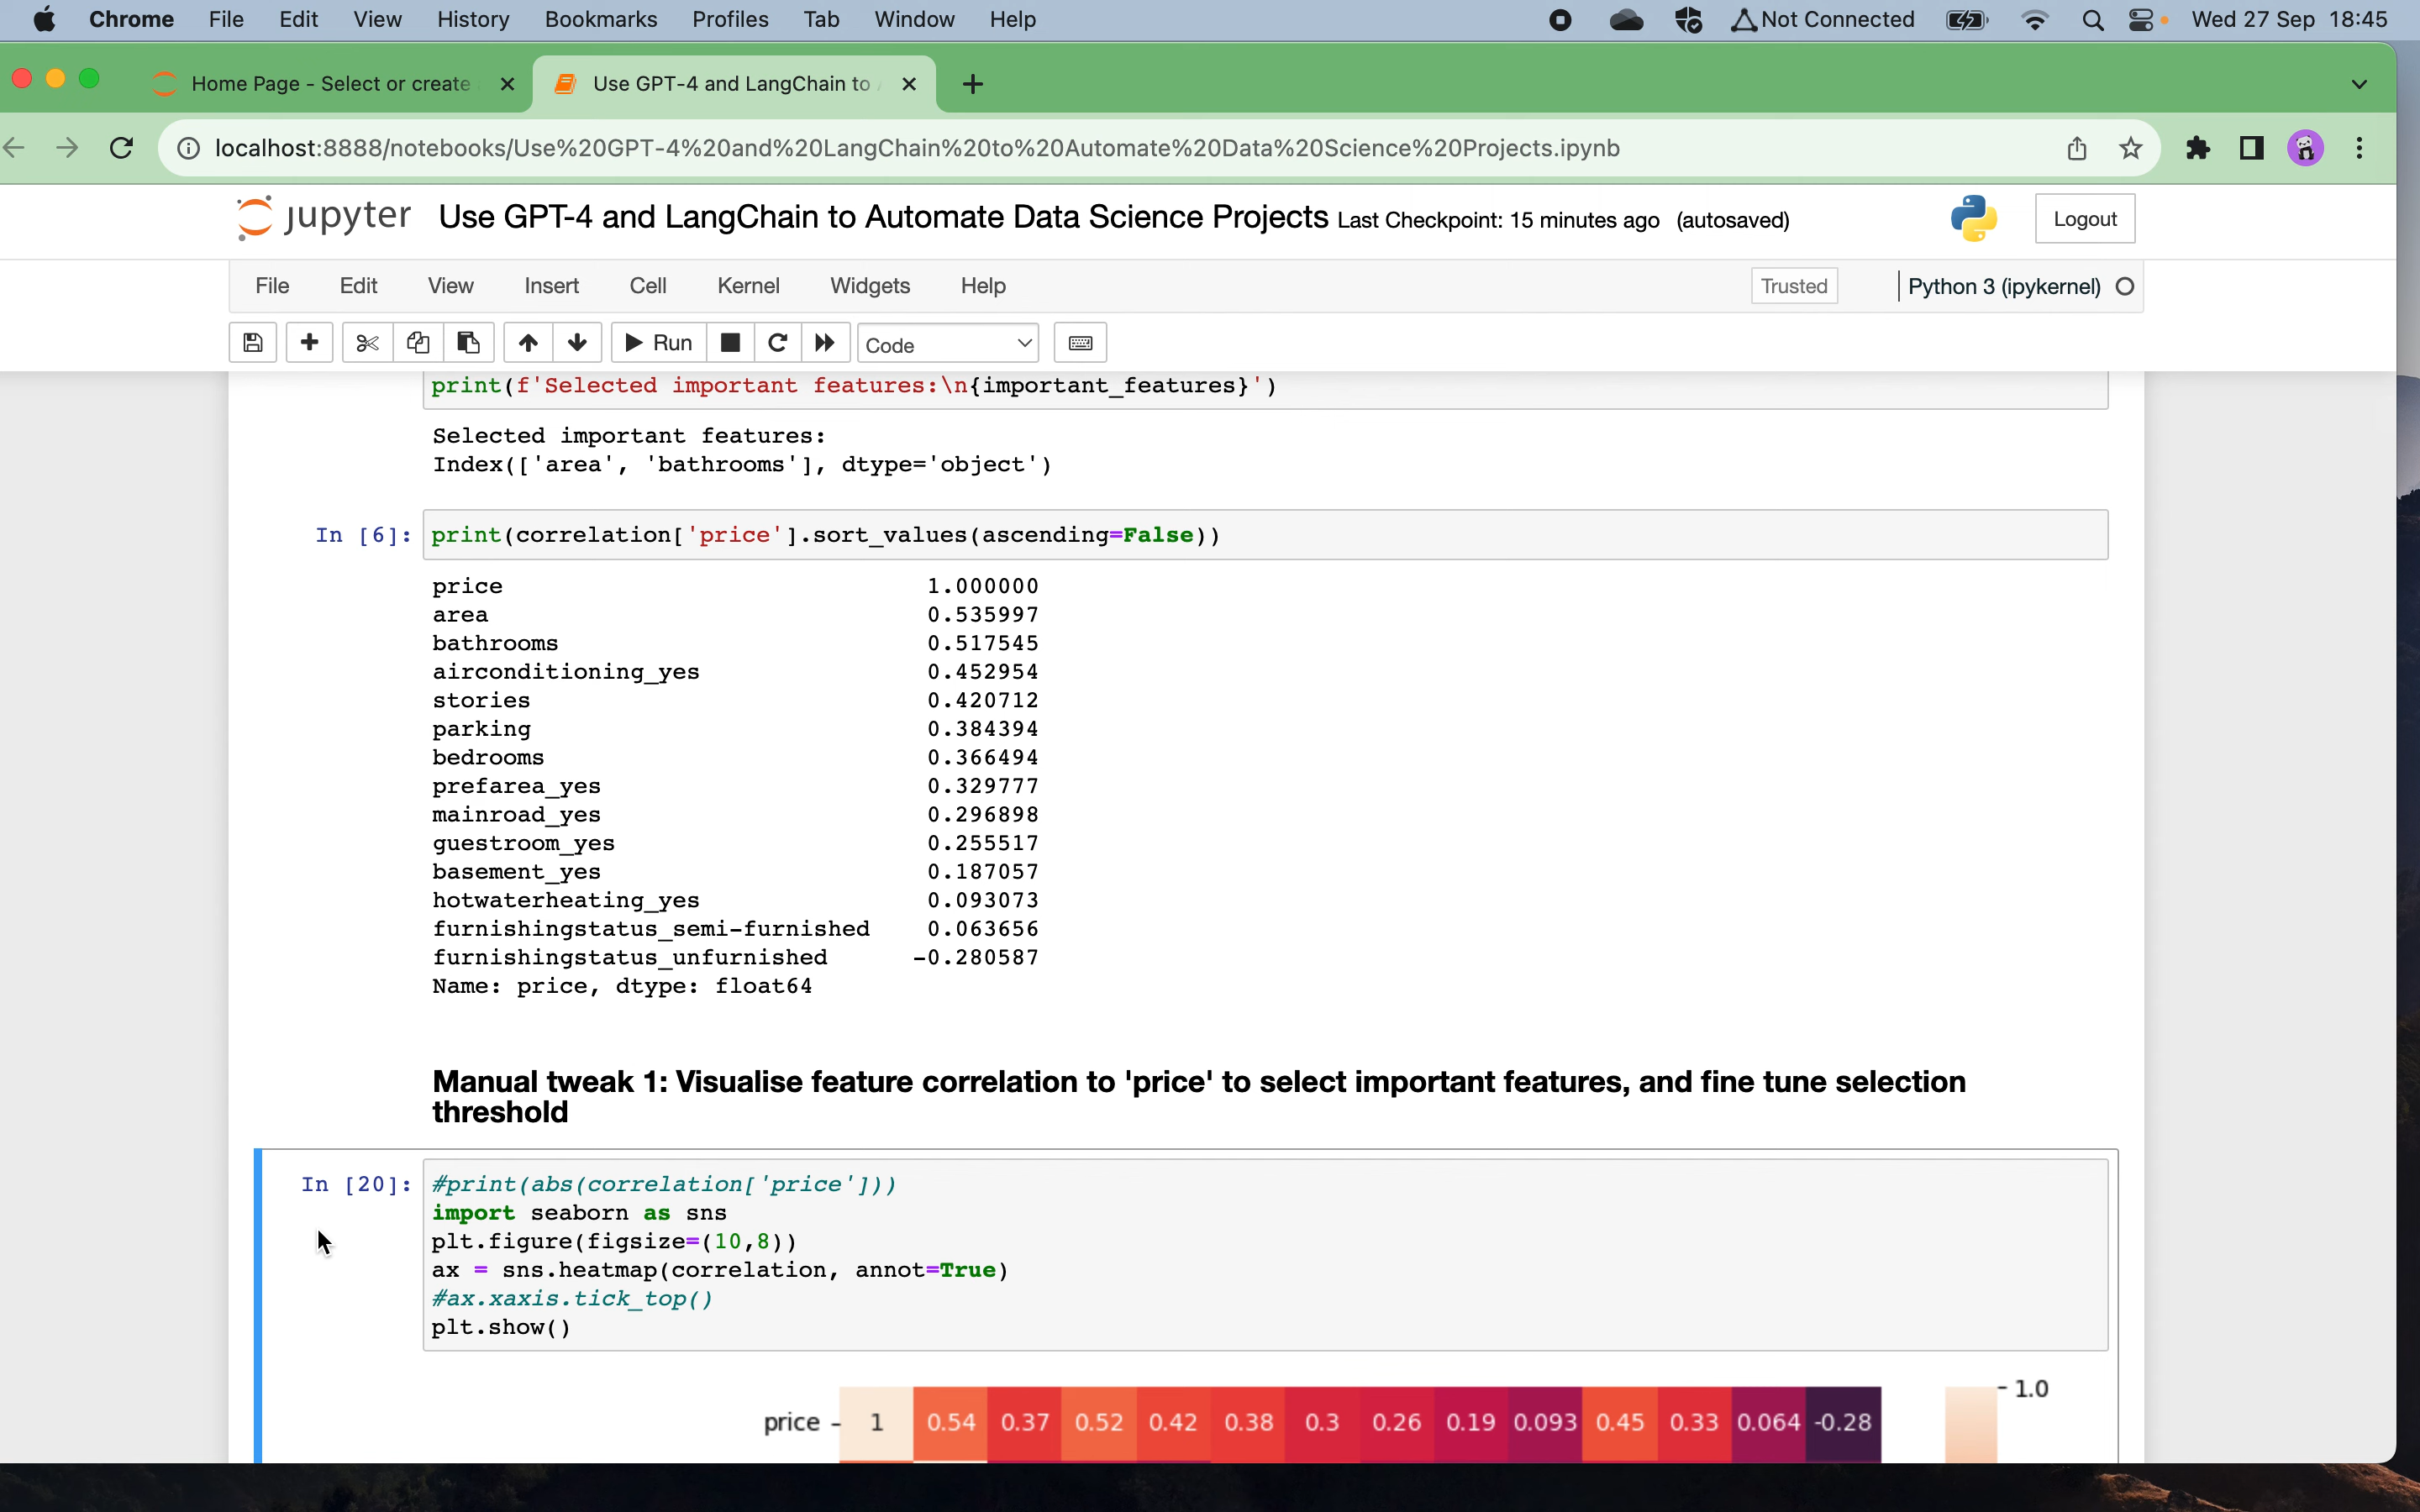 Chrome File Edit View History Bookmarks Profiles Tab Window Help Not Connected Wed 27 Sep 18:45
Home Page - Select or create Use GPT-4 and LangChain to
localhost:8888/notebooks/Use%20GPT-4%20and%20LangChain%20to%20Automate%20Data%20Science%20Projects.ipynb
jupyter Use GPT-4 and LangChain to Automate Data Science Projects Last Checkpoint: 15 minutes ago (autosaved) Logout
File Edit View Insert Cell Kernel Widgets Help Trusted Python 3 (ipykernel)
Run Code
print(f'Selected important features:\n{important_features}')
Selected important features:
Index(['area', 'bathrooms'], dtype='object')
In [6]: print(correlation['price'].sort_values(ascending=False))
price 1.000000
area 0.535997
bathrooms 0.517545
airconditioning_yes 0.452954
stories 0.420712
parking 0.384394
bedrooms 0.366494
prefarea_yes 0.329777
mainroad_yes 0.296898
guestroom_yes 0.255517
basement_yes 0.187057
hotwaterheating_yes 0.093073
furnishingstatus_semi-furnished 0.063656
furnishingstatus_unfurnished -0.280587
Name: price, dtype: float64
Manual tweak 1: Visualise feature correlation to 'price' to select important features, and fine tune selection
threshold
In [20]: #print(abs(correlation['price']))
import seaborn as sns
plt.figure(figsize=(10,8))
ax = sns.heatmap(correlation, annot=True)
#ax.xaxis.tick_top()
plt.show()
- 1.0
price - 1 0.54 0.37 0.52 0.42 0.38 0.3 0.26 0.19 0.093 0.45 0.33 0.064 -0.28